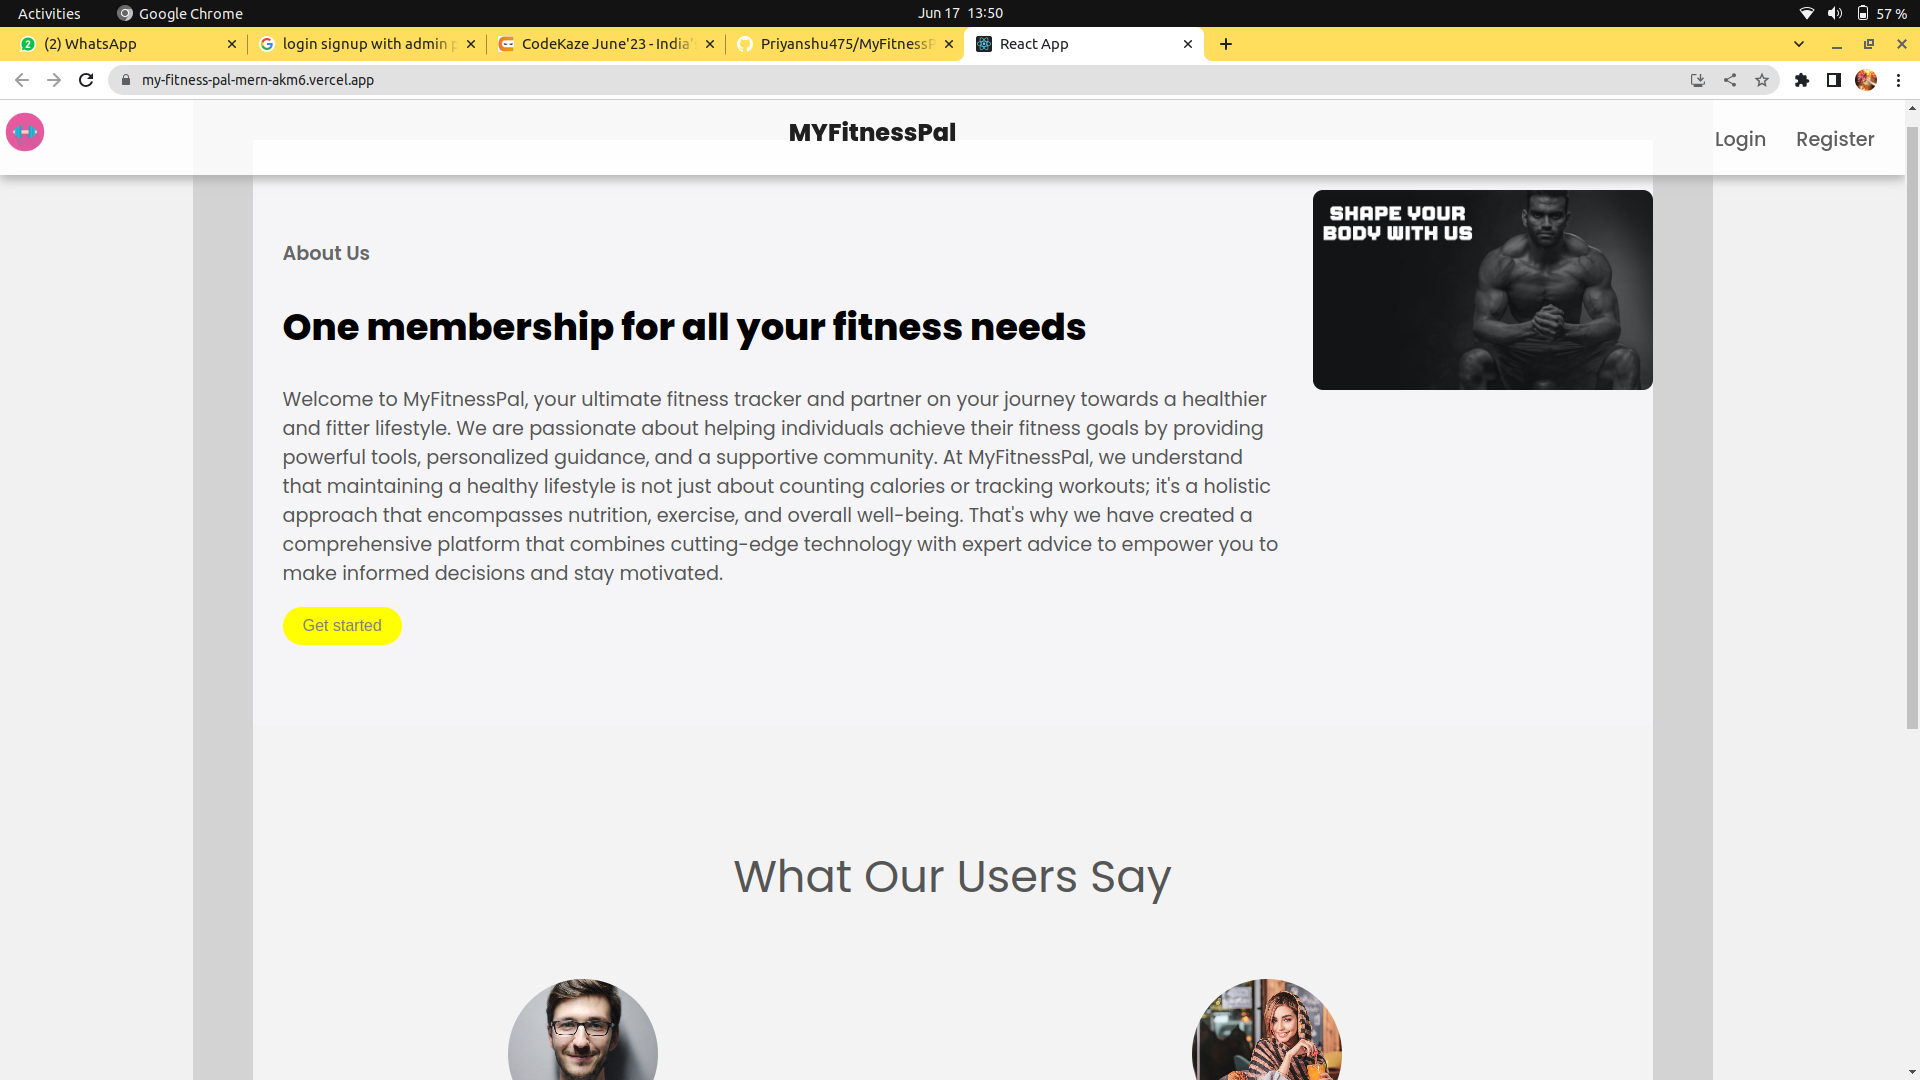 Activities
Google Chrome
Jun 17 13:50
57 %
(2) WhatsApp
login signup with admin p
CodeKaze June'23 - India's
Priyanshu475/MyFitnessP
React App
my-fitness-pal-mern-akm6.vercel.app
MYFitnessPal
Login
Register
SHAPE YOUR
BODY WITH US
About Us
One membership for all your fitness needs
Welcome to MyFitnessPal, your ultimate fitness tracker and partner on your journey towards a healthier
and fitter lifestyle. We are passionate about helping individuals achieve their fitness goals by providing
powerful tools, personalized guidance, and a supportive community. At MyFitnessPal, we understand
that maintaining a healthy lifestyle is not just about counting calories or tracking workouts; it's a holistic
approach that encompasses nutrition, exercise, and overall well-being. That's why we have created a
comprehensive platform that combines cutting-edge technology with expert advice to empower you to
make informed decisions and stay motivated.
Get started
What Our Users Say